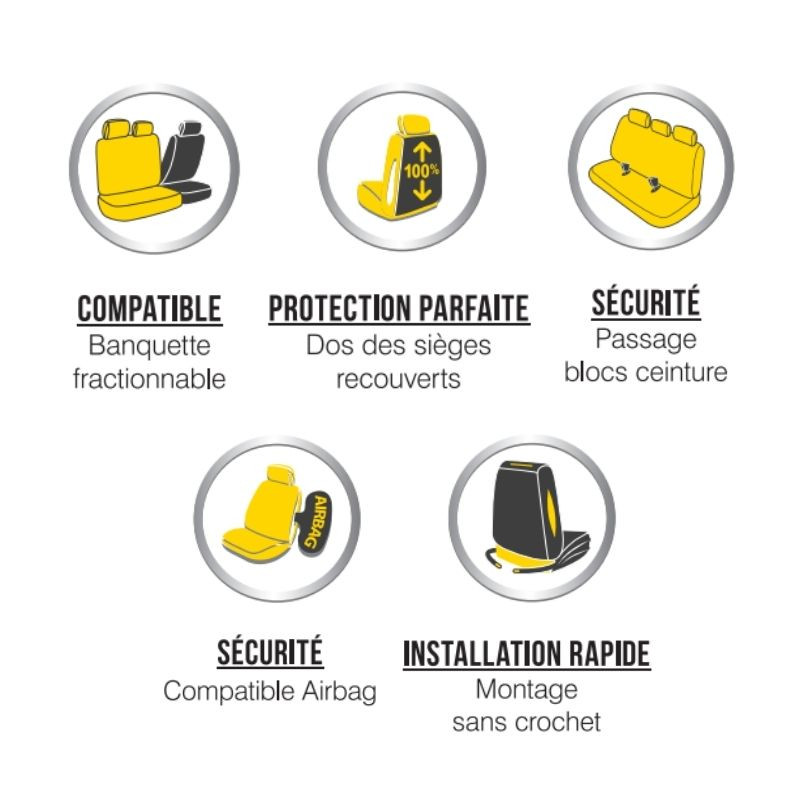 100%
COMPATIBLE
Banquette
fractionnable
PROTECTION PARFAITE
Dos des sièges
recouverts
SÉCURITÉ
Passage
blocs ceinture
AIRBAG
SÉCURITÉ
Compatible Airbag
INSTALLATION RAPIDE
Montage
sans crochet